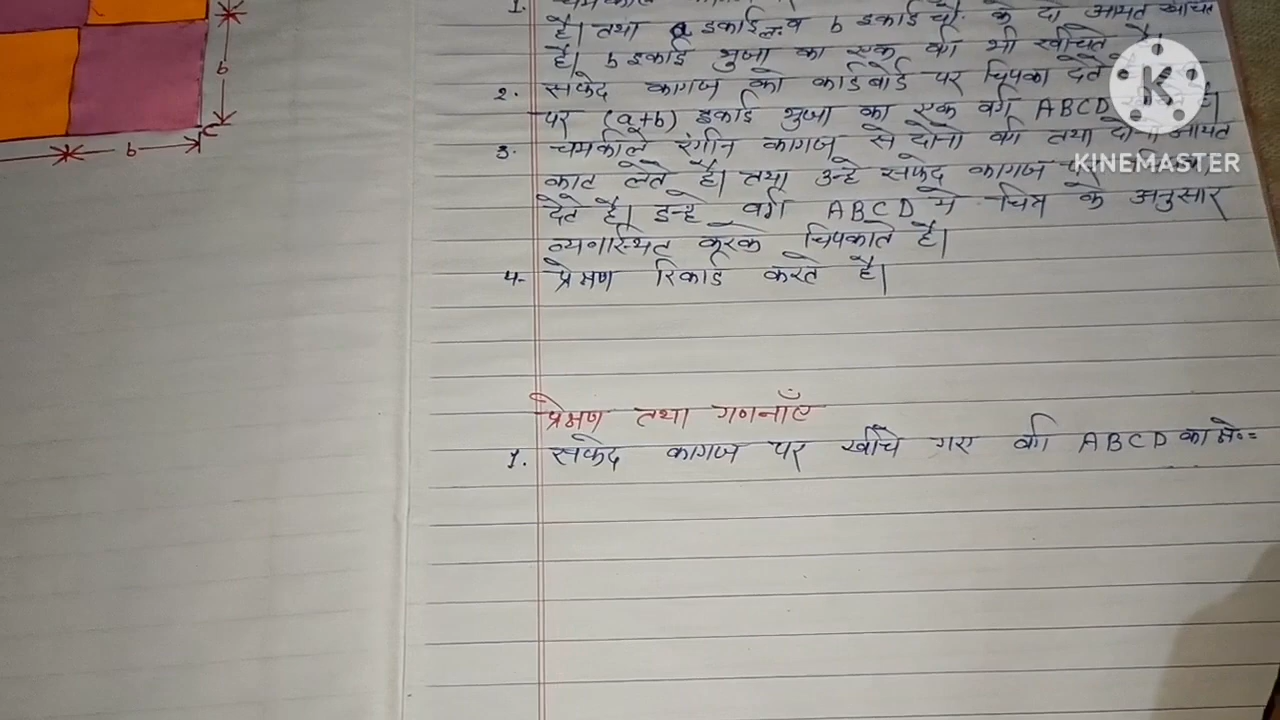 b
C
b
1.
है। तथा a इकाई ल. व b इकाई चौ. के दो आयत
है। b इकाई भुजा का एक वर्ग भी खींचते है।
2. सफेद कागज को कार्डबोर्ड पर चिपका देते
पर (a+b) इकाई भुजा का एक वर्ग ABCD है।
3. चमकीले रंगीन कागज से दोनो वर्ग तथा दोनो आयत
काट लेते है। तथा उन्हे सफेद कागज पर
देते है। इन्हे वर्ग ABCD मे चित्र के अनुसार
व्यवस्थित करके चिपकाते है।
4- प्रेक्षण रिकार्ड करते है।
प्रेक्षण तथा गणनाएँ
1. सफेद कागज पर खींचे गए वर्ग ABCD का क्षे०=
KINEMASTER